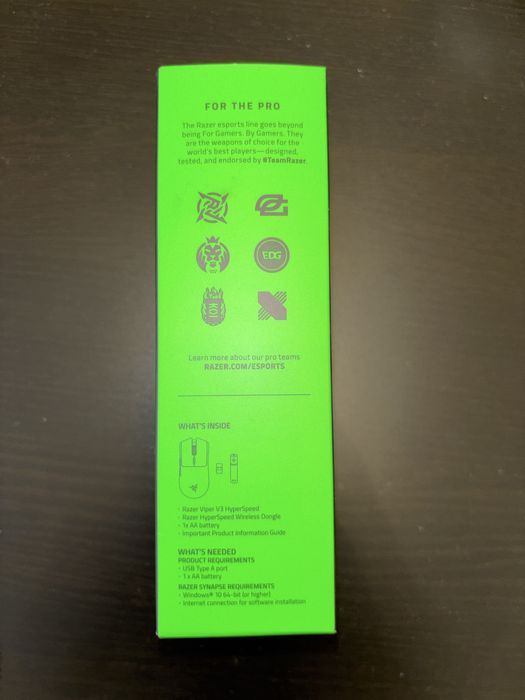 FOR THE PRO
The Razer esports line goes beyond
being For Gamers. By Gamers. They
are the weapons of choice for the
world's best players—designed,
tested, and endorsed by #TeamRazer.
EDG
KOI
Learn more about our pro teams
RAZER.COM/ESPORTS
WHAT'S INSIDE
· Razer Viper V3 HyperSpeed
· Razer HyperSpeed Wireless Dongle
· 1x AA battery
· Important Product Information Guide
WHAT'S NEEDED
PRODUCT REQUIREMENTS
· USB Type A port
· 1 x AA battery
RAZER SYNAPSE REQUIREMENTS
· Windows® 10 64-bit (or higher)
· Internet connection for software installation